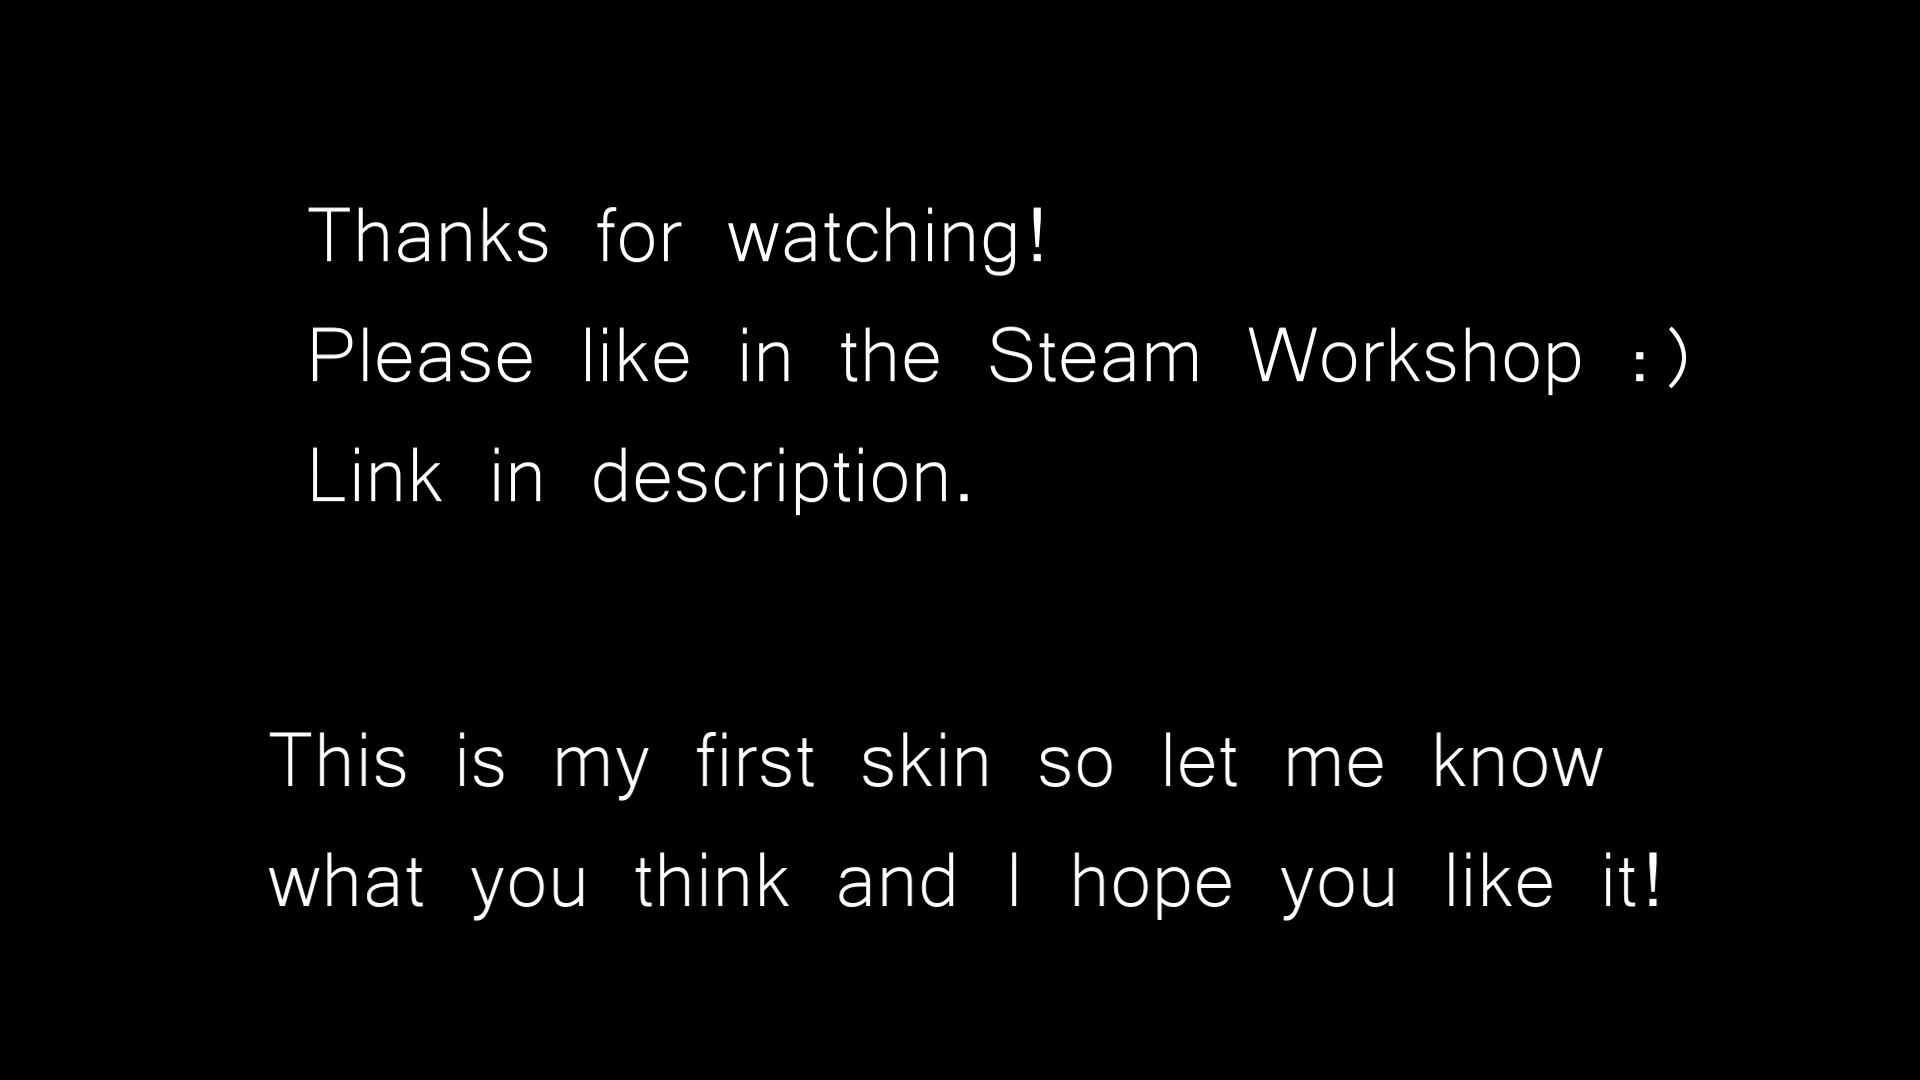 Thanks for watching!
Please like in the Steam Workshop :)
Link in description.
This is my first skin so let me know
what you think and I hope you like it!